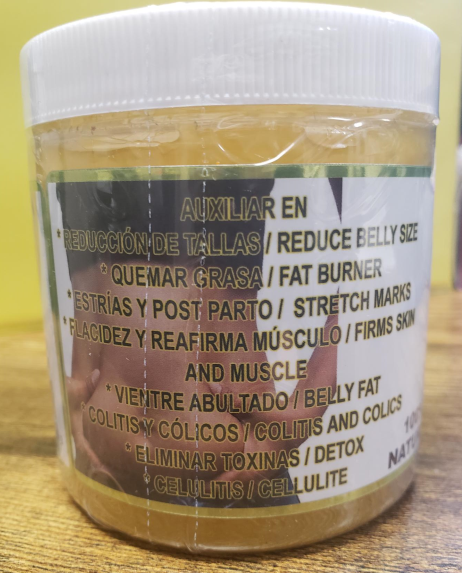 AUXILIAR EN
* REDUCCIÓN DE TALLAS / REDUCE BELLY SIZE
* QUEMAR GRASA / FAT BURNER
* ESTRÍAS Y POST PARTO / STRETCH MARKS
* FLACIDEZ Y REAFIRMA MÚSCULO / FIRMS SKIN
AND MUSCLE
* VIENTRE ABULTADO / BELLY FAT
* COLITIS Y CÓLICOS / COLITIS AND COLICS
* ELIMINAR TOXINAS / DETOX
* CELULITIS / CELLULITE